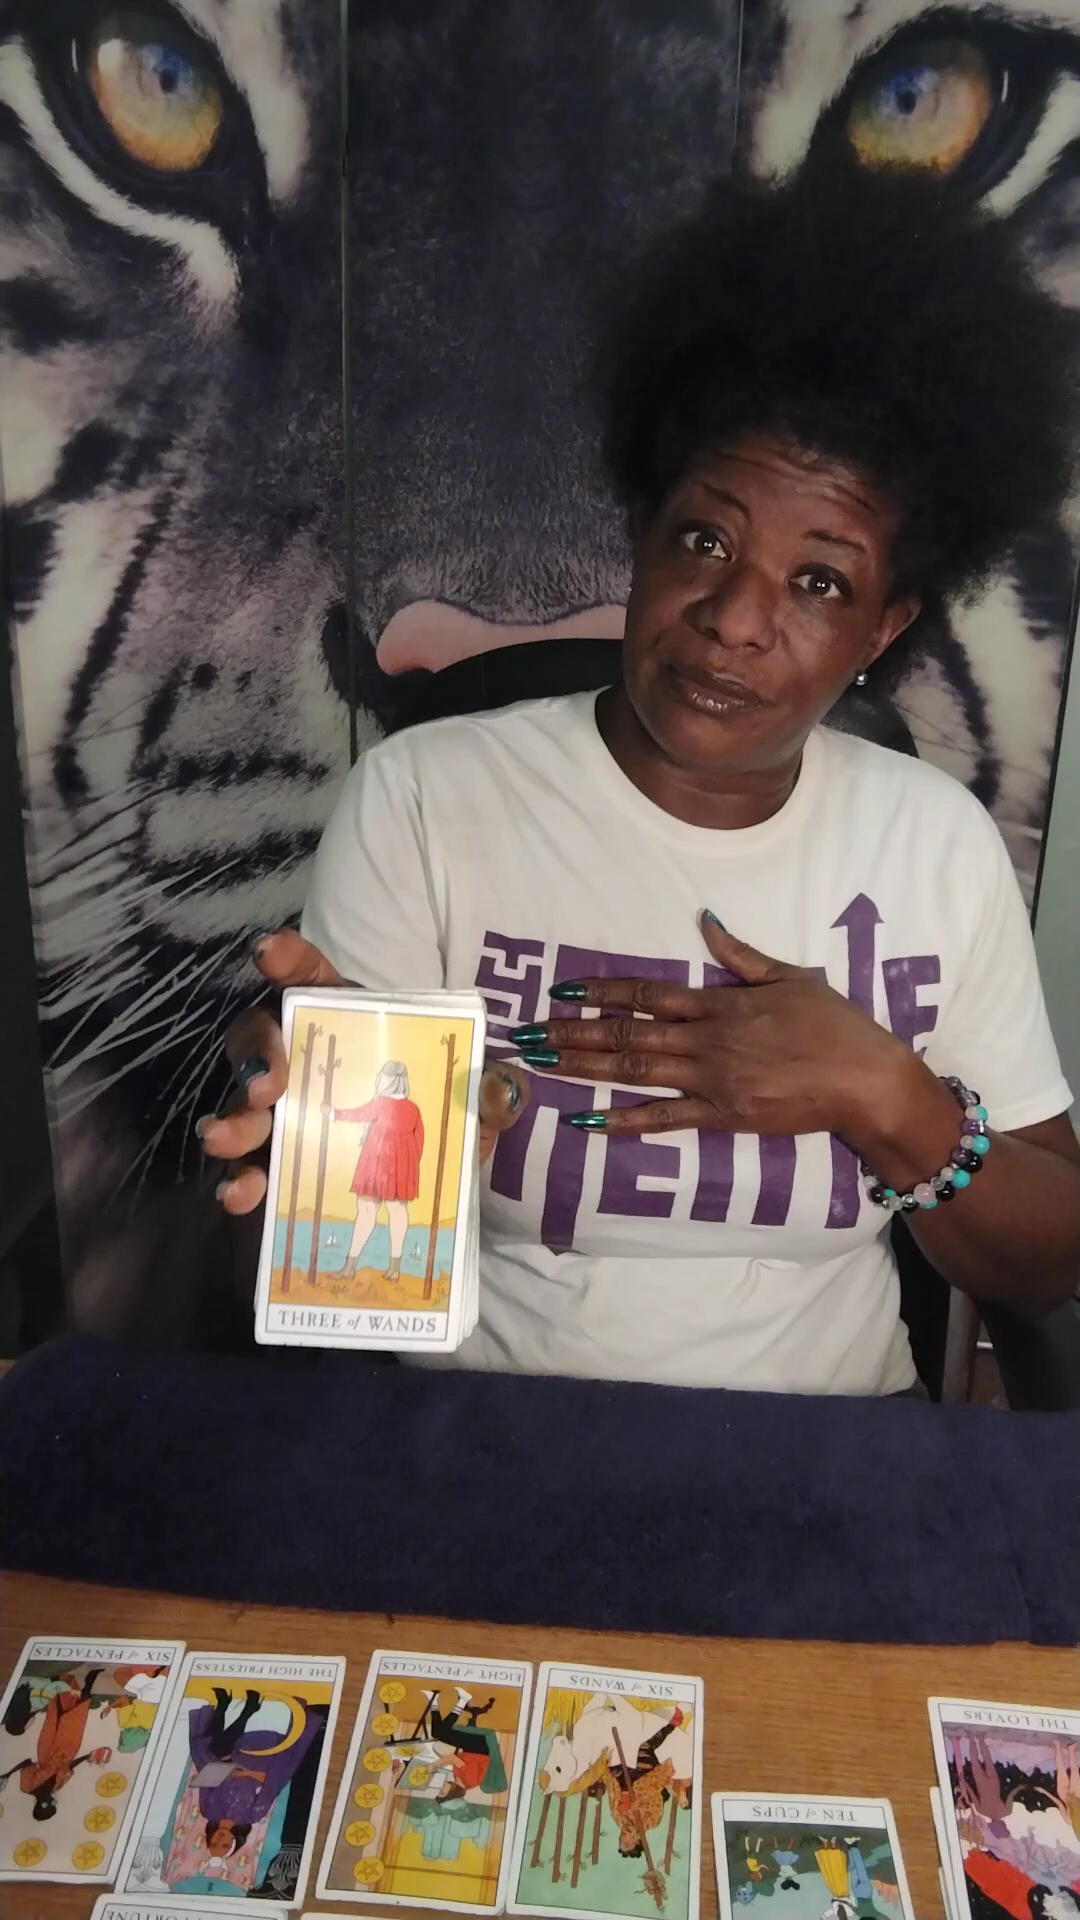 THREE of WANDS
SIX of PENTACLES
THE HIGH PRIESTESS
EIGHT of PENTACLES
SIX of WANDS
TEN of CUPS
THE LOVERS
FORTUNE